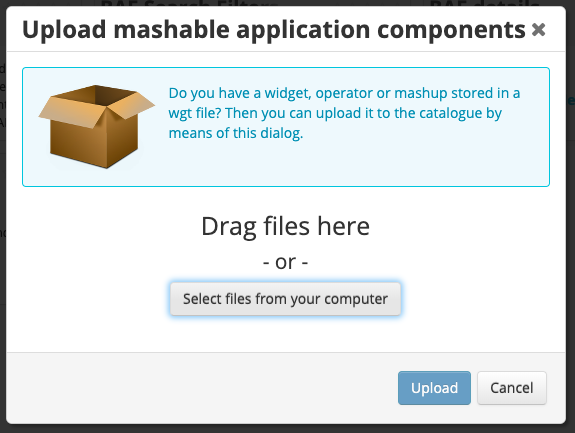 Upload mashable application components ✖
Do you have a widget, operator or mashup stored in a
wgt file? Then you can upload it to the catalogue by
means of this dialog.
Drag files here
- or -
Select files from your computer
Upload Cancel